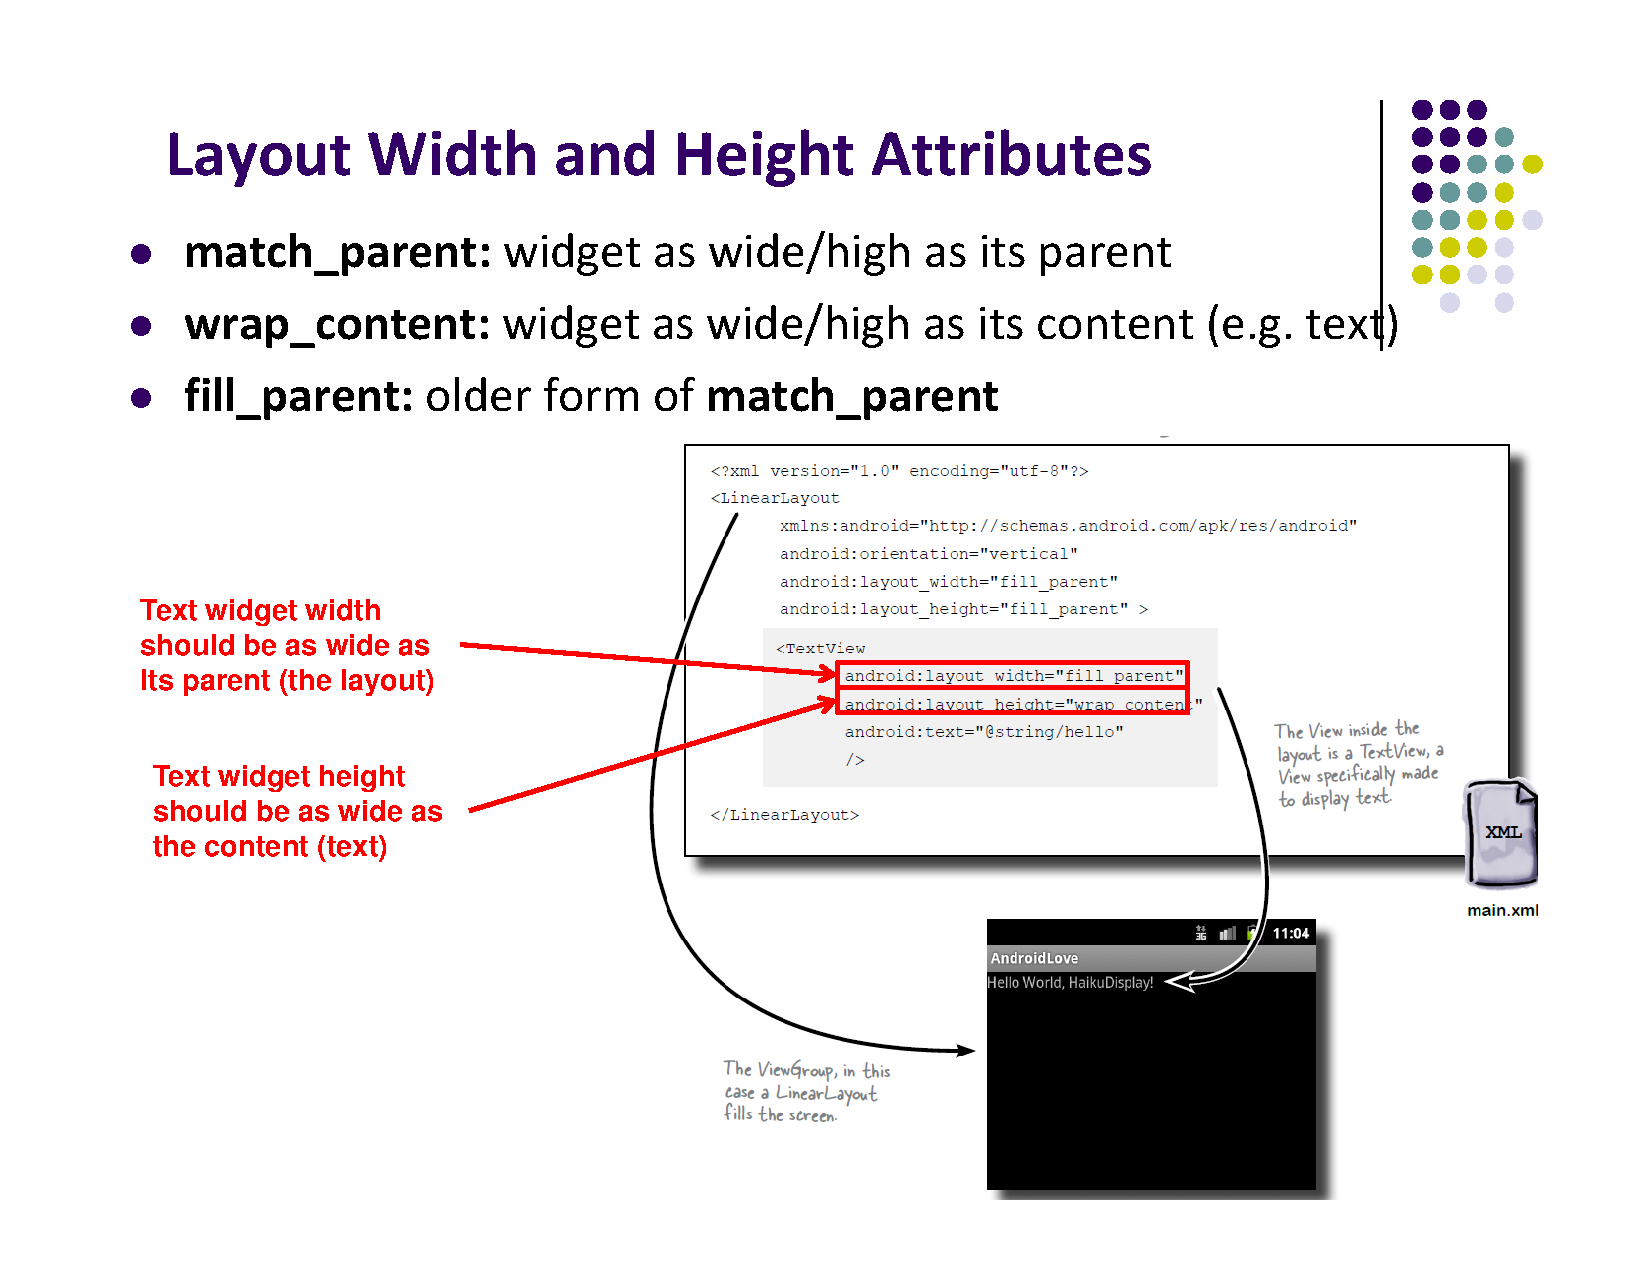 Layout Width and Height Attributes
match_parent: widget as wide/high as its parent
wrap_content: widget as wide/high as its content (e.g. text)
fill_parent: older form of match_parent
<?xml version="1.0" encoding="utf-8"?>
<LinearLayout
xmlns:android="http://schemas.android.com/apk/res/android"
android:orientation="vertical"
android:layout_width="fill_parent"
android:layout_height="fill_parent" >
<TextView
android:layout_width="fill_parent"
android:layout_height="wrap_content"
android:text="@string/hello"
/>
</LinearLayout>
Text widget width
should be as wide as
Its parent (the layout)
Text widget height
should be as wide as
the content (text)
The View inside the
layout is a TextView, a
View specifically made
to display text.
XML
main.xml
3G 11:04
AndroidLove
Hello World, HaikuDisplay!
The ViewGroup, in this
case a LinearLayout
fills the screen.